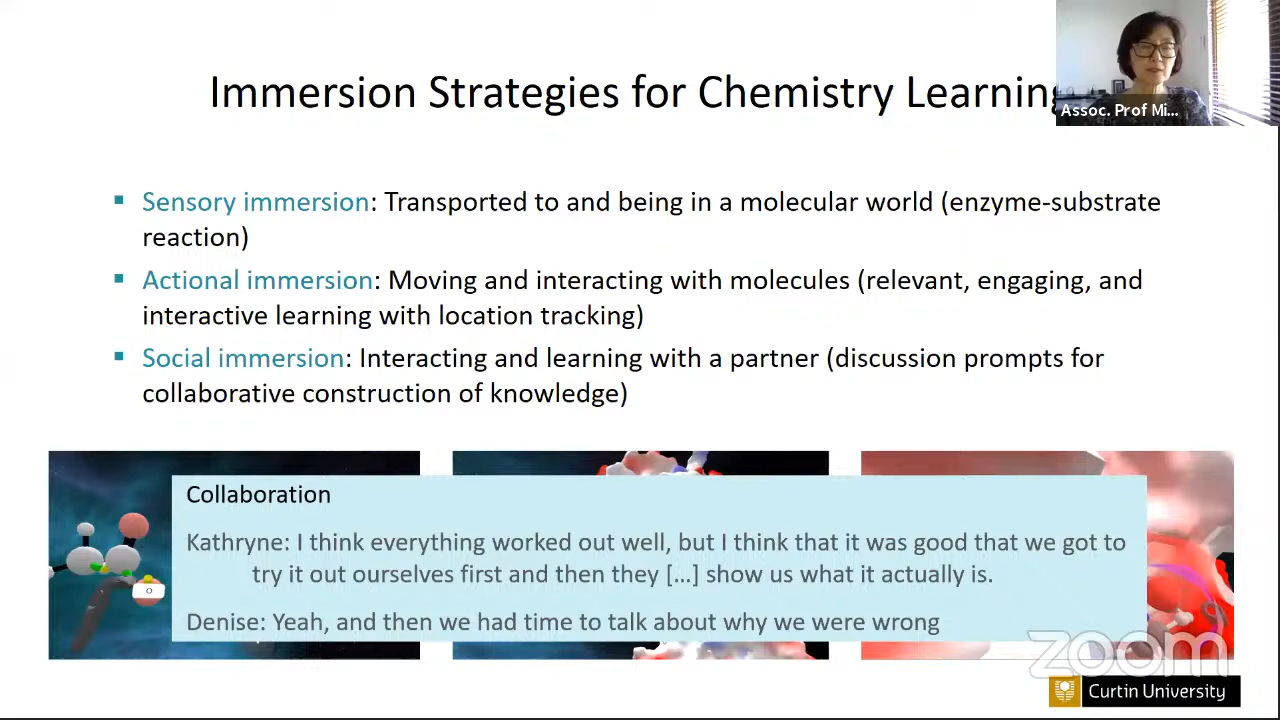 Immersion Strategies for Chemistry Learning
Assoc. Prof Mi...
▪ Sensory immersion: Transported to and being in a molecular world (enzyme-substrate
reaction)
▪ Actional immersion: Moving and interacting with molecules (relevant, engaging, and
interactive learning with location tracking)
▪ Social immersion: Interacting and learning with a partner (discussion prompts for
collaborative construction of knowledge)
Collaboration
Kathryne: I think everything worked out well, but I think that it was good that we got to
try it out ourselves first and then they [...] show us what it actually is.
Denise: Yeah, and then we had time to talk about why we were wrong
O
zoom
Curtin University